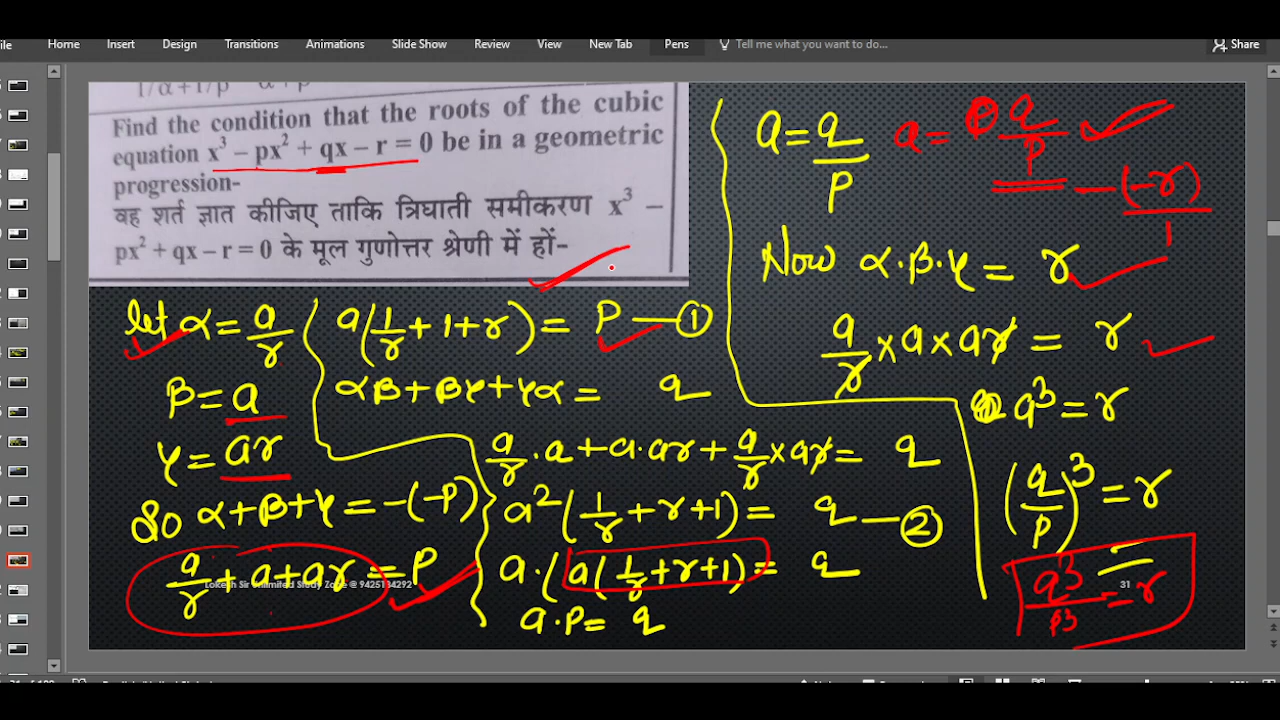 File Home Insert Design Transitions Animations Slide Show Review View New Tab Pens Tell me what you want to do... Share
Find the condition that the roots of the cubic
equation x³ – px² + qx – r = 0 be in a geometric
progression-
वह शर्त ज्ञात कीजिए ताकि त्रिघाती समीकरण x³ –
px² + qx – r = 0 के मूल गुणोत्तर श्रेणी में हों-
let α = a/r
β = a
γ = ar
So α+β+γ = -(-P)
a/r + a + ar = P
a(1/r + 1 + r) = P — ①
αβ + βγ + γα = q
a/r · a + a · ar + a/r × ar = q
a² (1/r + r + 1) = q — ②
a · (a(1/r + r + 1) = q
a · P = q
a = q/P a = q/P
-(-r)/1
Now α·β·γ = r
a/r × a × ar = r
a³ = r
(q/P)³ = r
q³/P³ = r
Lokesh Sir Unlimited Study Zone @ 9425134292
31